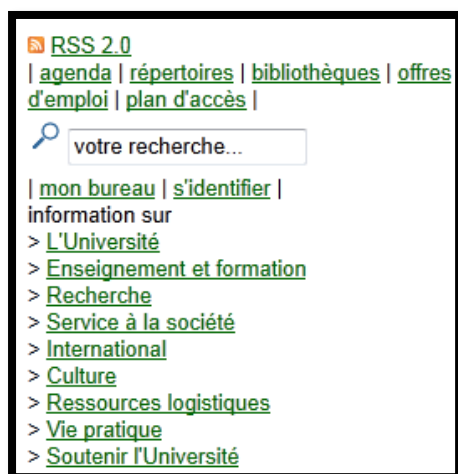 RSS 2.0
| agenda | répertoires | bibliothèques | offres
d'emploi | plan d'accès |
votre recherche...
| mon bureau | s'identifier |
information sur
> L'Université
> Enseignement et formation
> Recherche
> Service à la société
> International
> Culture
> Ressources logistiques
> Vie pratique
> Soutenir l'Université